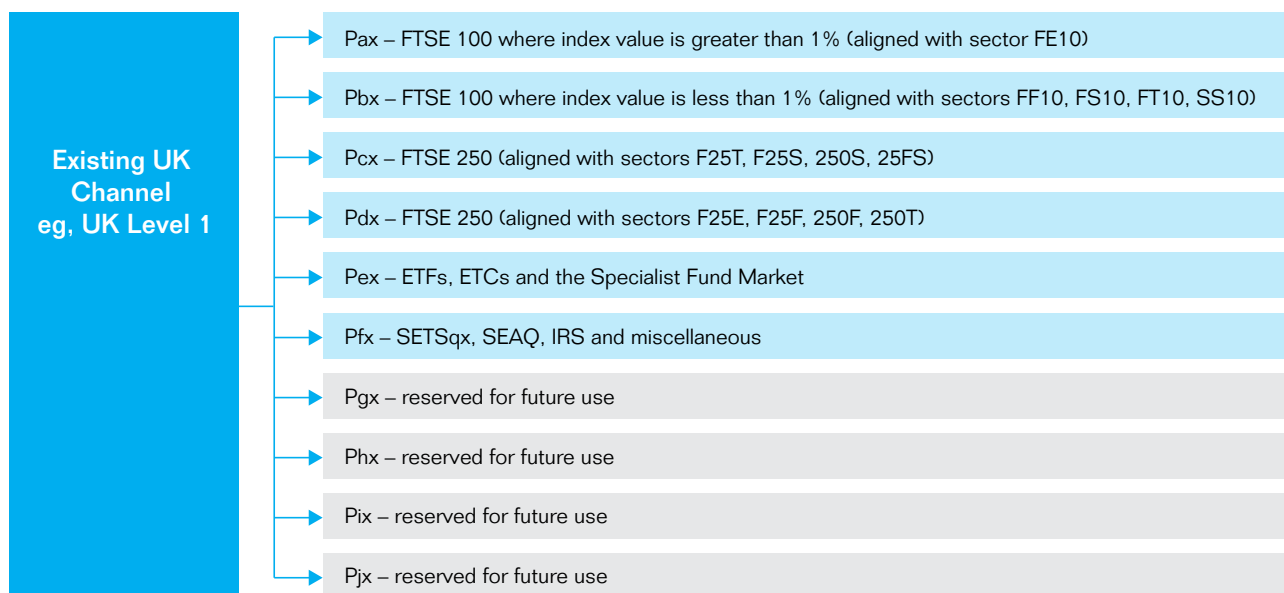 Existing UK
Channel
eg, UK Level 1
Pax – FTSE 100 where index value is greater than 1% (aligned with sector FE10)
Pbx – FTSE 100 where index value is less than 1% (aligned with sectors FF10, FS10, FT10, SS10)
Pcx – FTSE 250 (aligned with sectors F25T, F25S, 250S, 25FS)
Pdx – FTSE 250 (aligned with sectors F25E, F25F, 250F, 250T)
Pex – ETFs, ETCs and the Specialist Fund Market
Pfx – SETSqx, SEAQ, IRS and miscellaneous
Pgx – reserved for future use
Phx – reserved for future use
Pix – reserved for future use
Pjx – reserved for future use